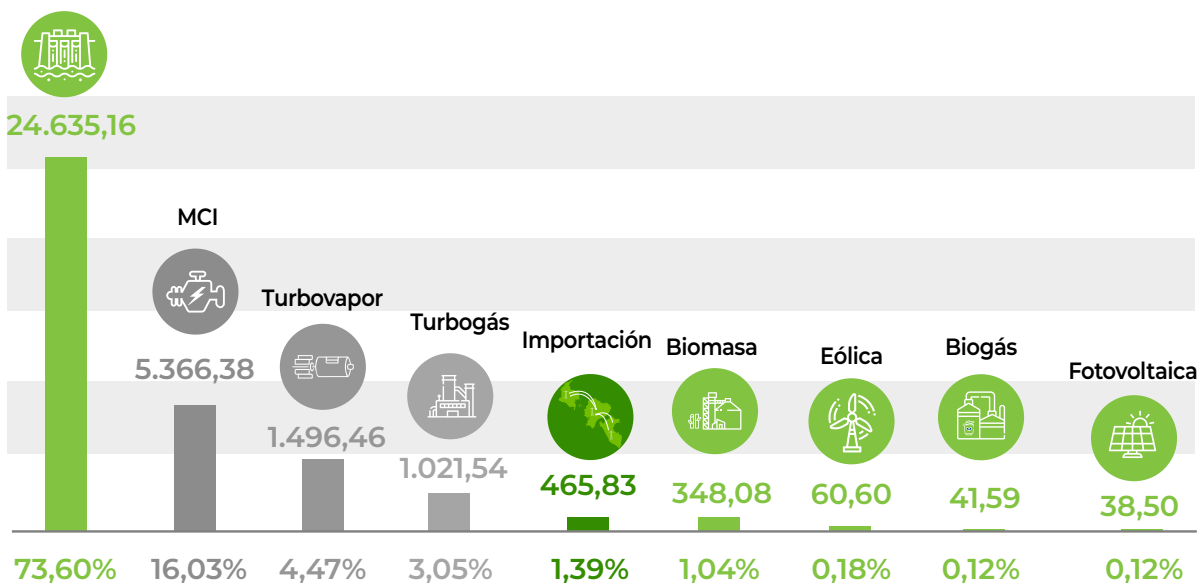 24.635,16
MCI
5.366,38
Turbovapor
1.496,46
Turbogás
1.021,54
Importación
465,83
Biomasa
348,08
Eólica
60,60
Biogás
41,59
Fotovoltaica
38,50
73,60% 16,03% 4,47% 3,05% 1,39% 1,04% 0,18% 0,12% 0,12%